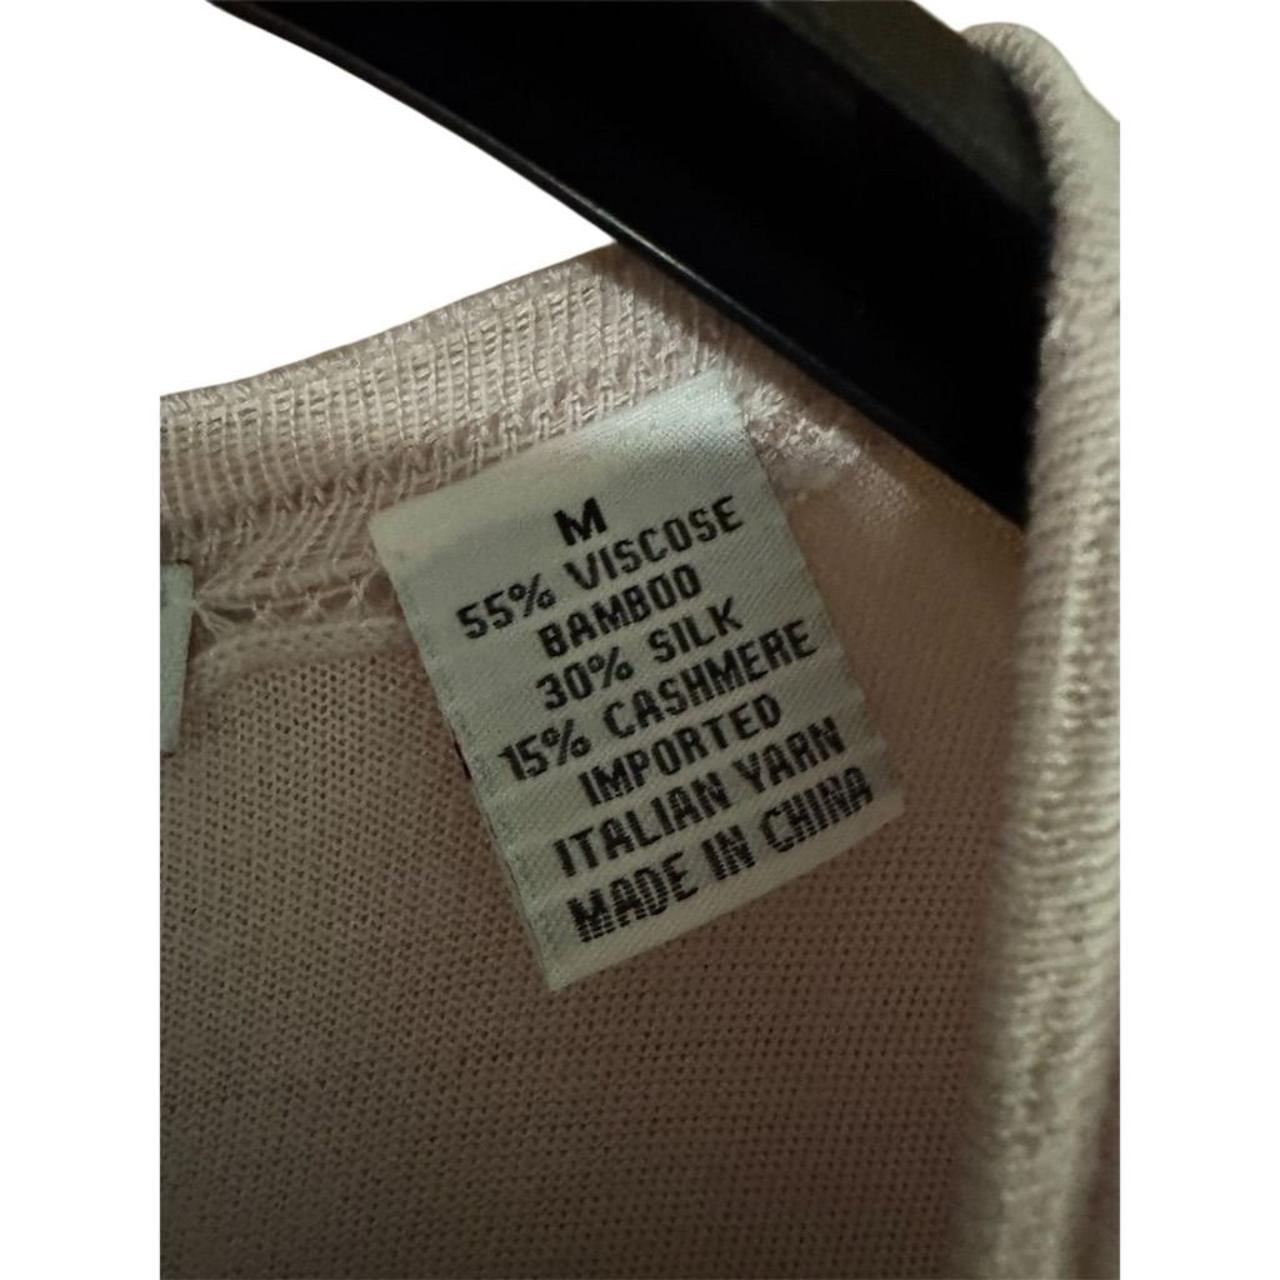 M
55% VISCOSE
BAMBOO
30% SILK
15% CASHMERE
IMPORTED
ITALIAN YARN
MADE IN CHINA